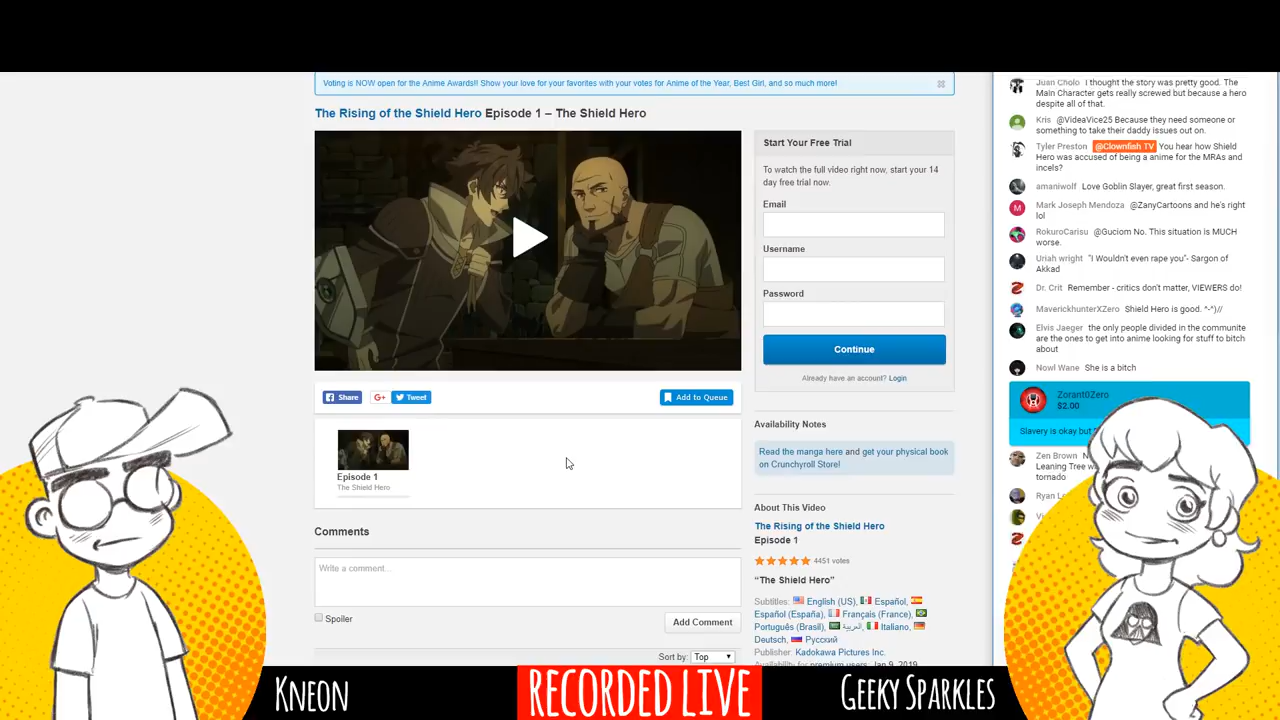 Voting is NOW open for the Anime Awards!! Show your love for your favorites with your votes for Anime of the Year, Best Girl, and so much more!
The Rising of the Shield Hero Episode 1 – The Shield Hero
Start Your Free Trial
To watch the full video right now, start your 14
day free trial now.
Email
Username
Password
Continue
Already have an account? Login
Share
G+
Tweet
Add to Queue
Episode 1
The Shield Hero
Availability Notes
Read the manga here and get your physical book
on Crunchyroll Store!
About This Video
The Rising of the Shield Hero
Episode 1
4451 votes
"The Shield Hero"
Subtitles: English (US), Español,
Español (España), Français (France),
Português (Brasil), العربية, Italiano,
Deutsch, Русский
Publisher: Kadokawa Pictures Inc.
Availability for premium users: Jan 9, 2019
Comments
Write a comment...
Spoiler
Add Comment
Sort by: Top
Juan Cholo I thought the story was pretty good. The
Main Character gets really screwed but because a hero
despite all of that.
Kris @VideaVice25 Because they need someone or
something to take their daddy issues out on.
Tyler Preston @Clownfish TV You hear how Shield
Hero was accused of being a anime for the MRAs and
incels?
amaniwolf Love Goblin Slayer, great first season.
Mark Joseph Mendoza @ZanyCartoons and he's right
lol
RokuroCarisu @Guciom No. This situation is MUCH
worse.
Uriah wright "I Wouldn't even rape you"- Sargon of
Akkad
Dr. Crit Remember - critics don't matter, VIEWERS do!
MaverickhunterXZero Shield Hero is good. ^-^)//
Elvis Jaeger the only people divided in the communite
are the ones to get into anime looking for stuff to bitch
about
Nowl Wane She is a bitch
Zorant0Zero
$2.00
Slavery is okay but
Zen Brown
Leaning Tree
tornado
Ryan
KNEON
RECORDED LIVE
GEEKY SPARKLES